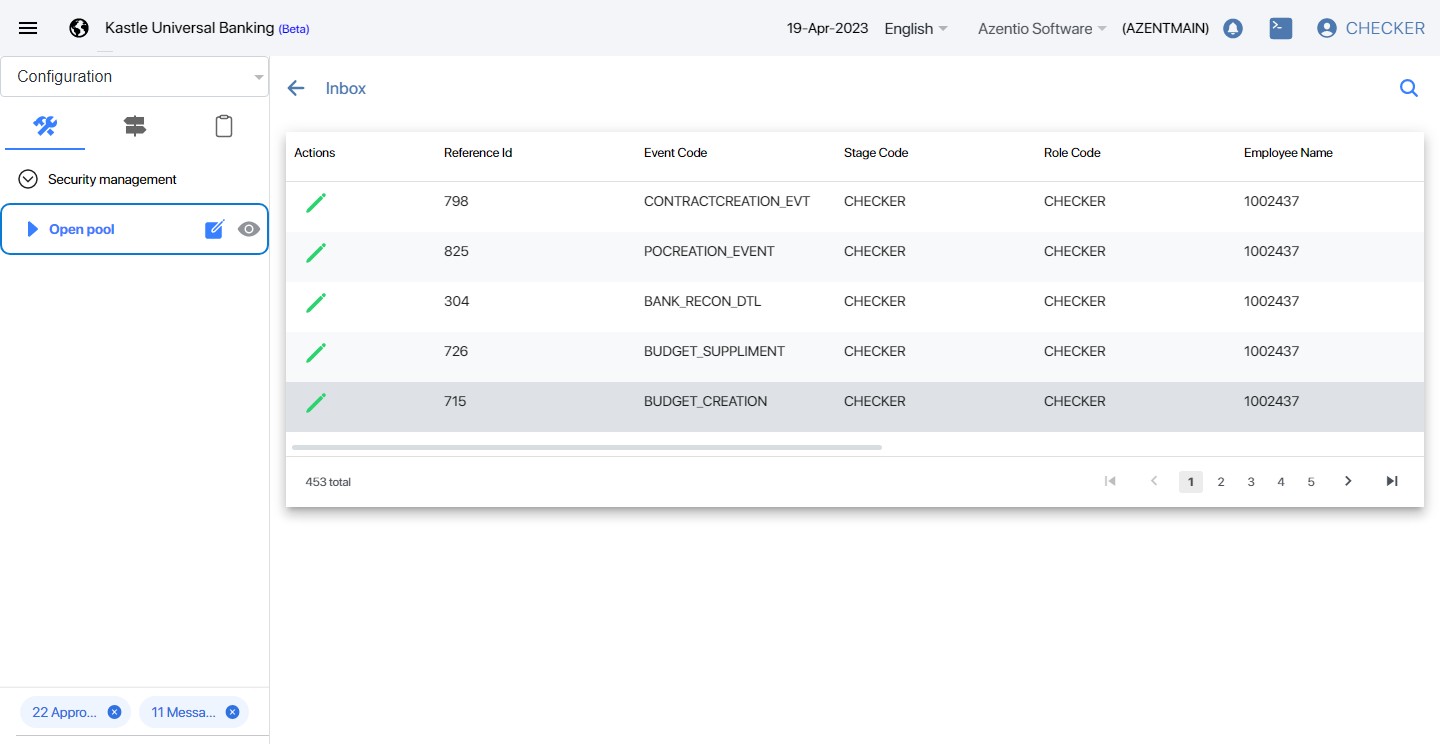 Kastle Universal Banking (Beta) 19-Apr-2023 English Azentio Software (AZENTMAIN) CHECKER
Configuration
Inbox
Security management
Open pool
Actions Reference Id Event Code Stage Code Role Code Employee Name
798 CONTRACTCREATION_EVT CHECKER CHECKER 1002437
825 POCREATION_EVENT CHECKER CHECKER 1002437
304 BANK_RECON_DTL CHECKER CHECKER 1002437
726 BUDGET_SUPPLIMENT CHECKER CHECKER 1002437
715 BUDGET_CREATION CHECKER CHECKER 1002437
453 total 1 2 3 4 5
22 Appro... 11 Messa...